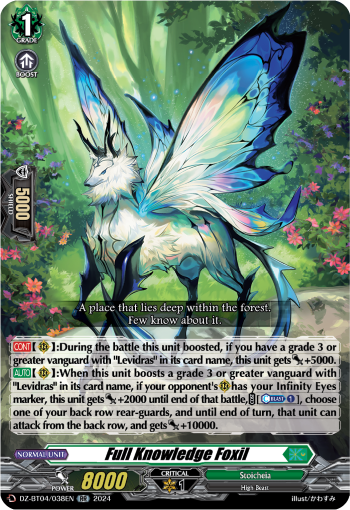 1
GRADE
BOOST
5000
SHIELD
A place that lies deep within the forest.
Few know about it.
CONT【 】:During the battle this unit boosted, if you have a grade 3 or
greater vanguard with "Levidras" in its card name, this unit gets +5000.
AUTO【 】:When this unit boosts a grade 3 or greater vanguard with
"Levidras" in its card name, if your opponent's has your Infinity Eyes
marker, this unit gets +2000 until end of that battle, [ BLAST 1], choose
one of your back row rear-guards, and until end of turn, that unit can
attack from the back row, and gets +10000.
NORMAL UNIT
Full Knowledge Foxil
POWER 8000
CRITICAL
1
Stoicheia
High Beast
DZ-BT04/038EN RR 2024
illust/かわすみ